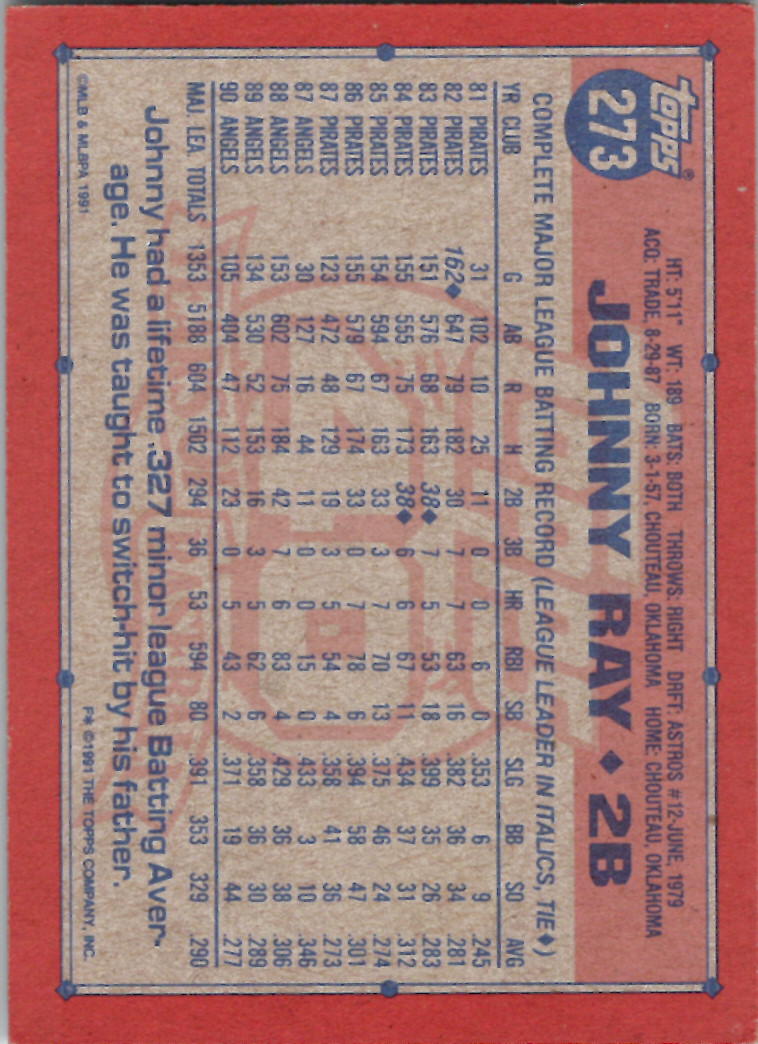 topps®
273
HT: 5'11" WT: 189 BATS: BOTH THROWS: RIGHT DRFT: ASTROS #12-JUNE, 1979
ACQ: TRADE, 8-29-87 BORN: 3-1-57, CHOUTEAU, OKLAHOMA HOME: CHOUTEAU, OKLAHOMA
JOHNNY RAY ◆ 2B
COMPLETE MAJOR LEAGUE BATTING RECORD (LEAGUE LEADER IN ITALICS, TIE◆)
YR CLUB G AB R H 2B 3B HR RBI SB SLG BB SO AVG
81 PIRATES 31 102 10 25 11 0 0 6 0 .353 6 9 .245
82 PIRATES 162◆ 647 79 182 30 7 7 63 16 .382 36 34 .281
83 PIRATES 151 576 68 163 38◆ 7 5 53 18 .399 35 26 .283
84 PIRATES 155 555 75 173 38◆ 6 6 67 11 .434 37 31 .312
85 PIRATES 154 594 67 163 33 3 7 70 13 .375 46 24 .274
86 PIRATES 155 579 67 174 33 0 7 78 6 .394 58 47 .301
87 PIRATES 123 472 48 129 19 3 5 54 4 .358 41 36 .273
87 ANGELS 30 127 16 44 11 0 0 15 0 .433 3 10 .346
88 ANGELS 153 602 75 184 42 7 6 83 4 .429 36 38 .306
89 ANGELS 134 530 52 153 16 3 5 62 6 .358 36 30 .289
90 ANGELS 105 404 47 112 23 0 5 43 2 .371 19 44 .277
MAJ. LEA. TOTALS 1353 5188 604 1502 294 36 53 594 80 .391 353 329 .290
Johnny had a lifetime .327 minor league Batting Aver-
age. He was taught to switch-hit by his father.
©MLB & MLBPA 1991
F* ©1991 THE TOPPS COMPANY, INC.